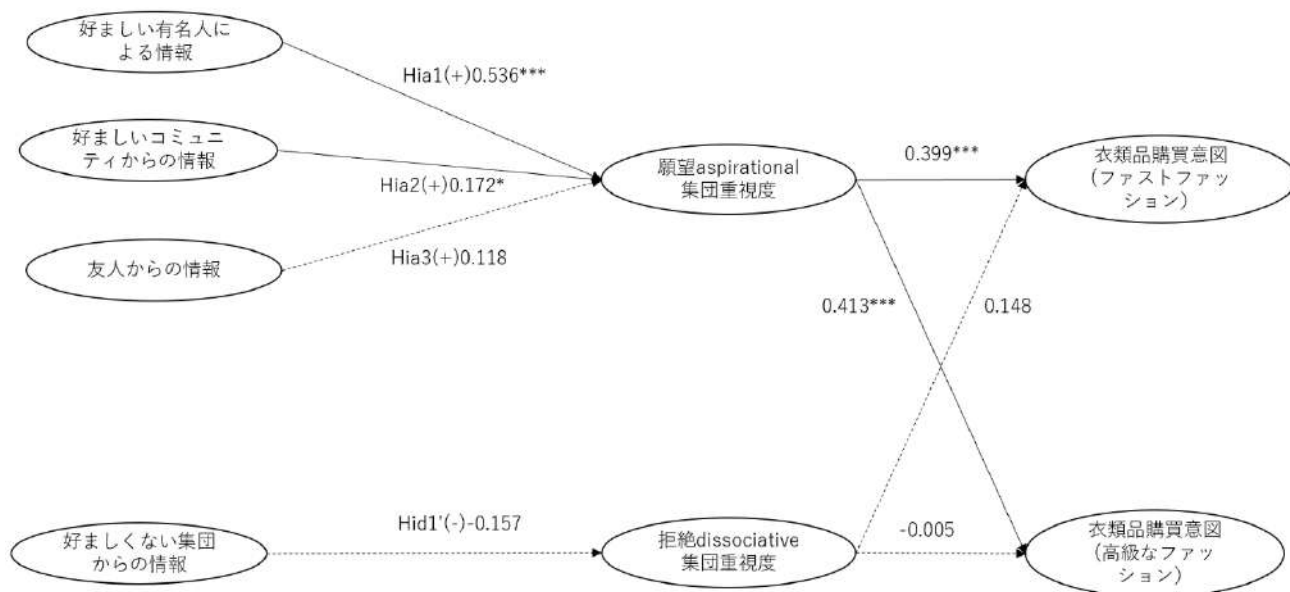 好ましい有名人に
よる情報
Hia1(+)0.536***
好ましいコミュニ
ティからの情報
Hia2(+)0.172*
友人からの情報
Hia3(+)0.118
願望aspirational
集団重視度
0.399***
衣類品購買意図
(ファストファッ
ション)
0.413***
0.148
好ましくない集団
からの情報
Hid1'(-)-0.157
拒絶dissociative
集団重視度
-0.005
衣類品購買意図
(高級なファッ
ション)